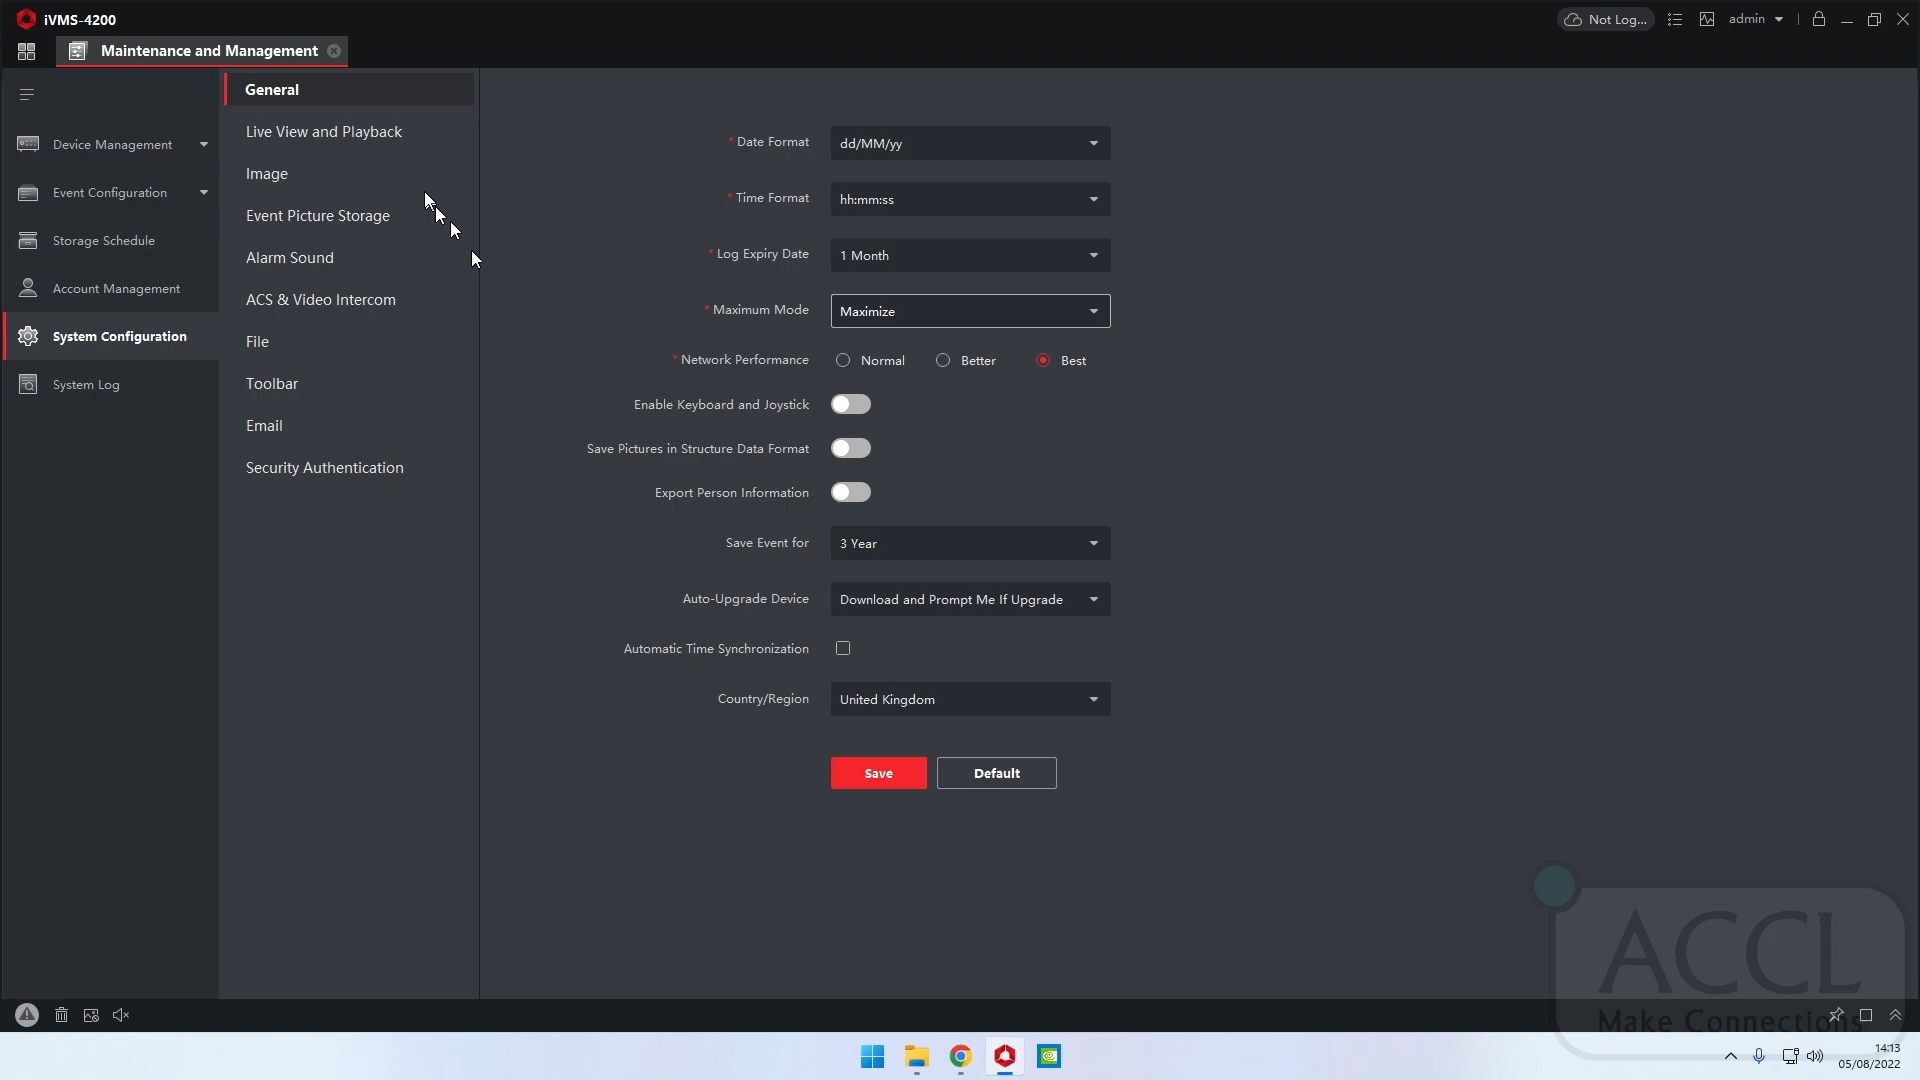 iVMS-4200
Not Log...
admin
Maintenance and Management
Device Management
Event Configuration
Storage Schedule
Account Management
System Configuration
System Log
General
Live View and Playback
Image
Event Picture Storage
Alarm Sound
ACS & Video Intercom
File
Toolbar
Email
Security Authentication
* Date Format dd/MM/yy
* Time Format hh:mm:ss
* Log Expiry Date 1 Month
* Maximum Mode Maximize
* Network Performance Normal Better Best
Enable Keyboard and Joystick
Save Pictures in Structure Data Format
Export Person Information
Save Event for 3 Year
Auto-Upgrade Device Download and Prompt Me If Upgrade
Automatic Time Synchronization
Country/Region United Kingdom
Save Default
ACCL
Make Connections
14:13
05/08/2022